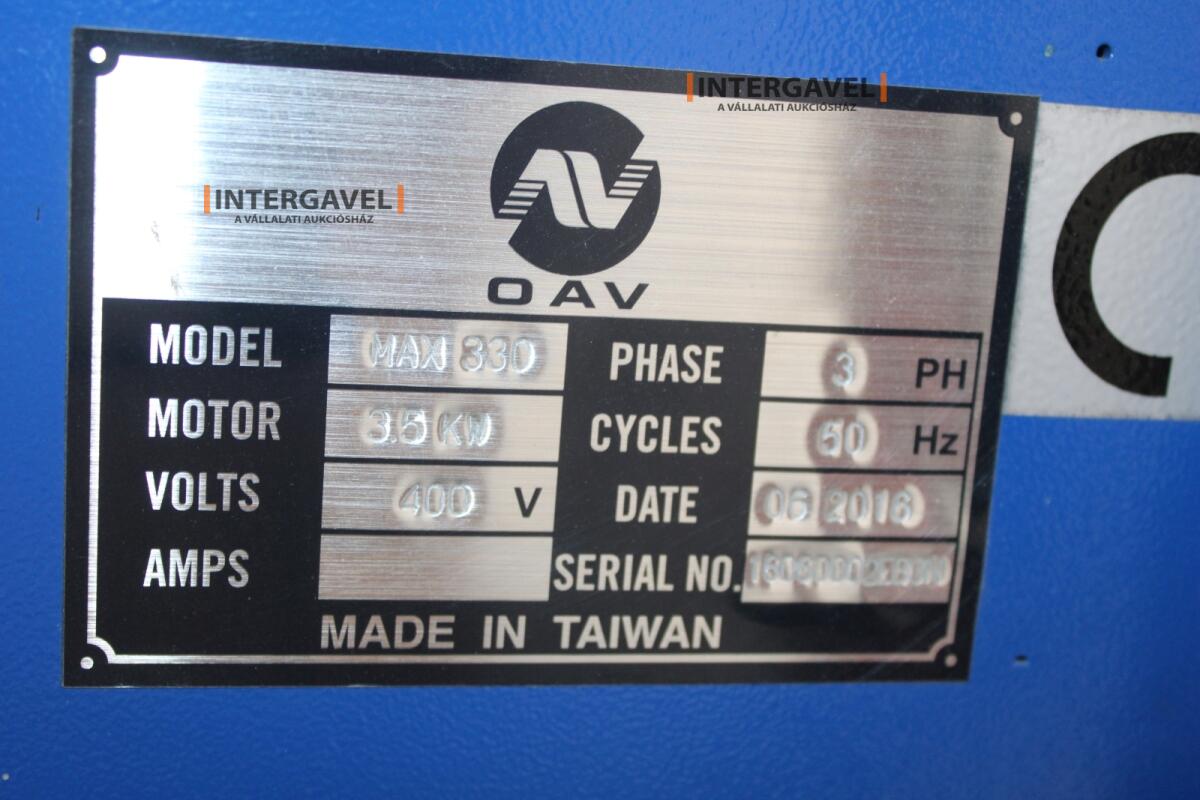 INTERGAVEL
A VÁLLALATI AUKCIÓSHÁZ
INTERGAVEL
A VÁLLALATI AUKCIÓSHÁZ
OAV
MODEL MAX 330 PHASE 3 PH
MOTOR 3.5 KW CYCLES 50 Hz
VOLTS 400 V DATE 06 2016
AMPS SERIAL NO.
MADE IN TAIWAN